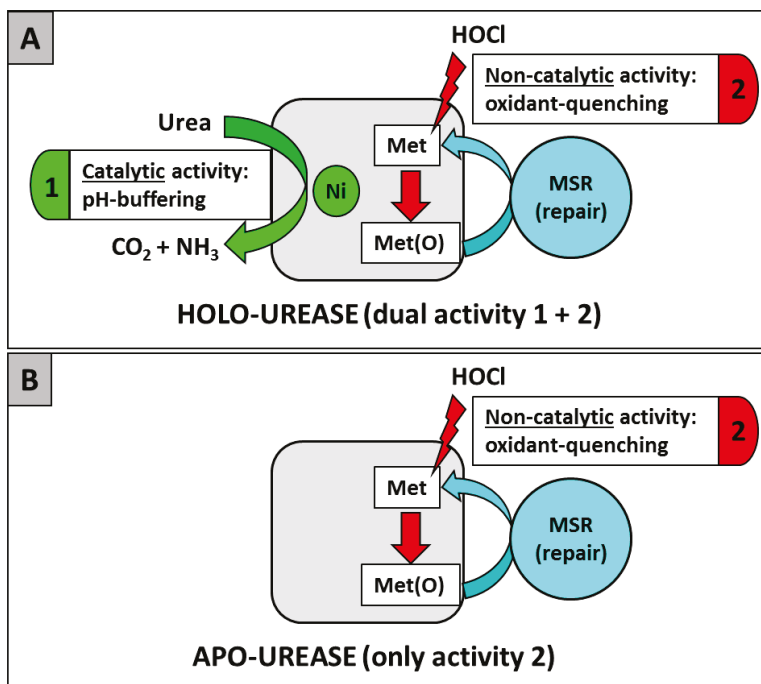 A
HOCl
Non-catalytic activity:
oxidant-quenching
2
Urea
1
Catalytic activity:
pH-buffering
Ni
CO₂ + NH₃
Met
Met(O)
MSR
(repair)
HOLO-UREASE (dual activity 1 + 2)
B
HOCl
Non-catalytic activity:
oxidant-quenching
2
Met
Met(O)
MSR
(repair)
APO-UREASE (only activity 2)